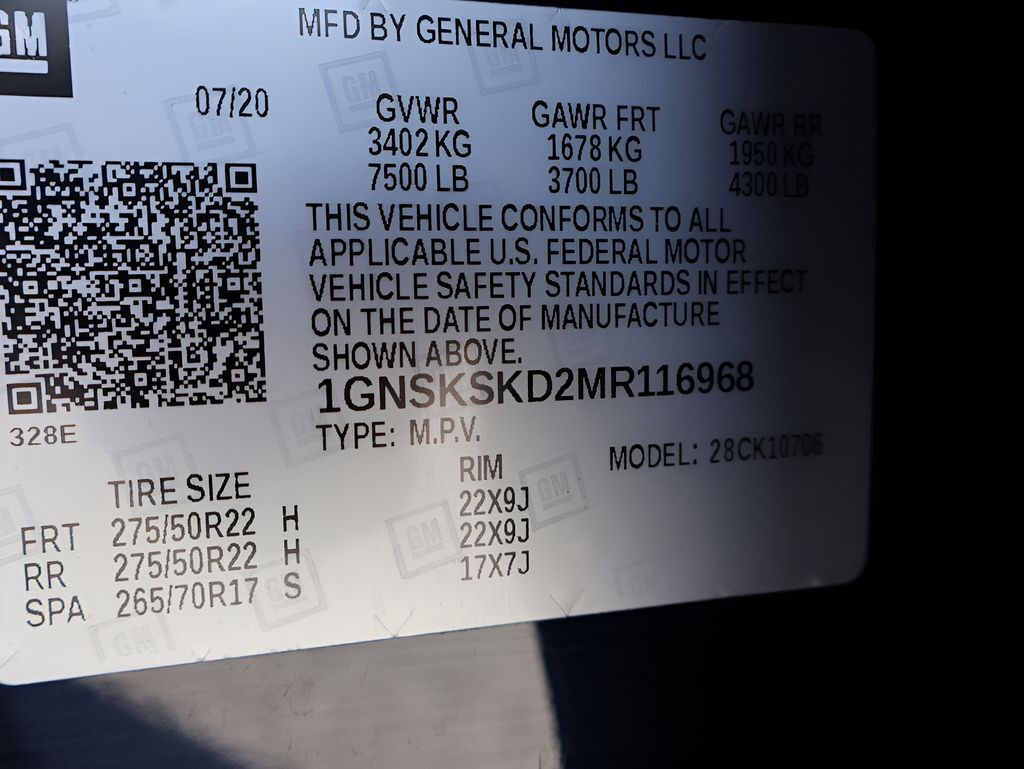 GM
MFD BY GENERAL MOTORS LLC
07/20
GVWR GAWR FRT GAWR RR
3402 KG 1678 KG 1950 KG
7500 LB 3700 LB 4300 LB
THIS VEHICLE CONFORMS TO ALL
APPLICABLE U.S. FEDERAL MOTOR
VEHICLE SAFETY STANDARDS IN EFFECT
ON THE DATE OF MANUFACTURE
SHOWN ABOVE.
1GNSKSKD2MR116968
328E
TYPE: M.P.V.
MODEL: 28CK10706
TIRE SIZE RIM
FRT 275/50R22 H 22X9J
RR 275/50R22 H 22X9J
SPA 265/70R17 S 17X7J